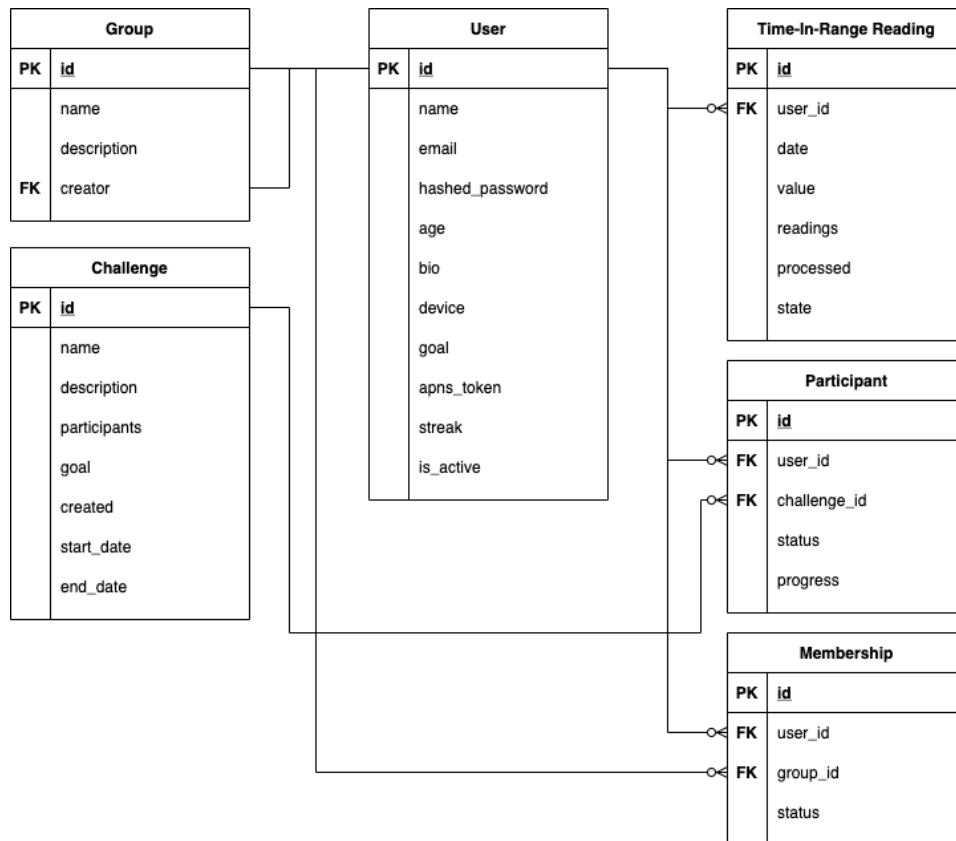 Group
PK id
name
description
FK creator
Challenge
PK id
name
description
participants
goal
created
start_date
end_date
User
PK id
name
email
hashed_password
age
bio
device
goal
apns_token
streak
is_active
Time-In-Range Reading
PK id
FK user_id
date
value
readings
processed
state
Participant
PK id
FK user_id
FK challenge_id
status
progress
Membership
PK id
FK user_id
FK group_id
status